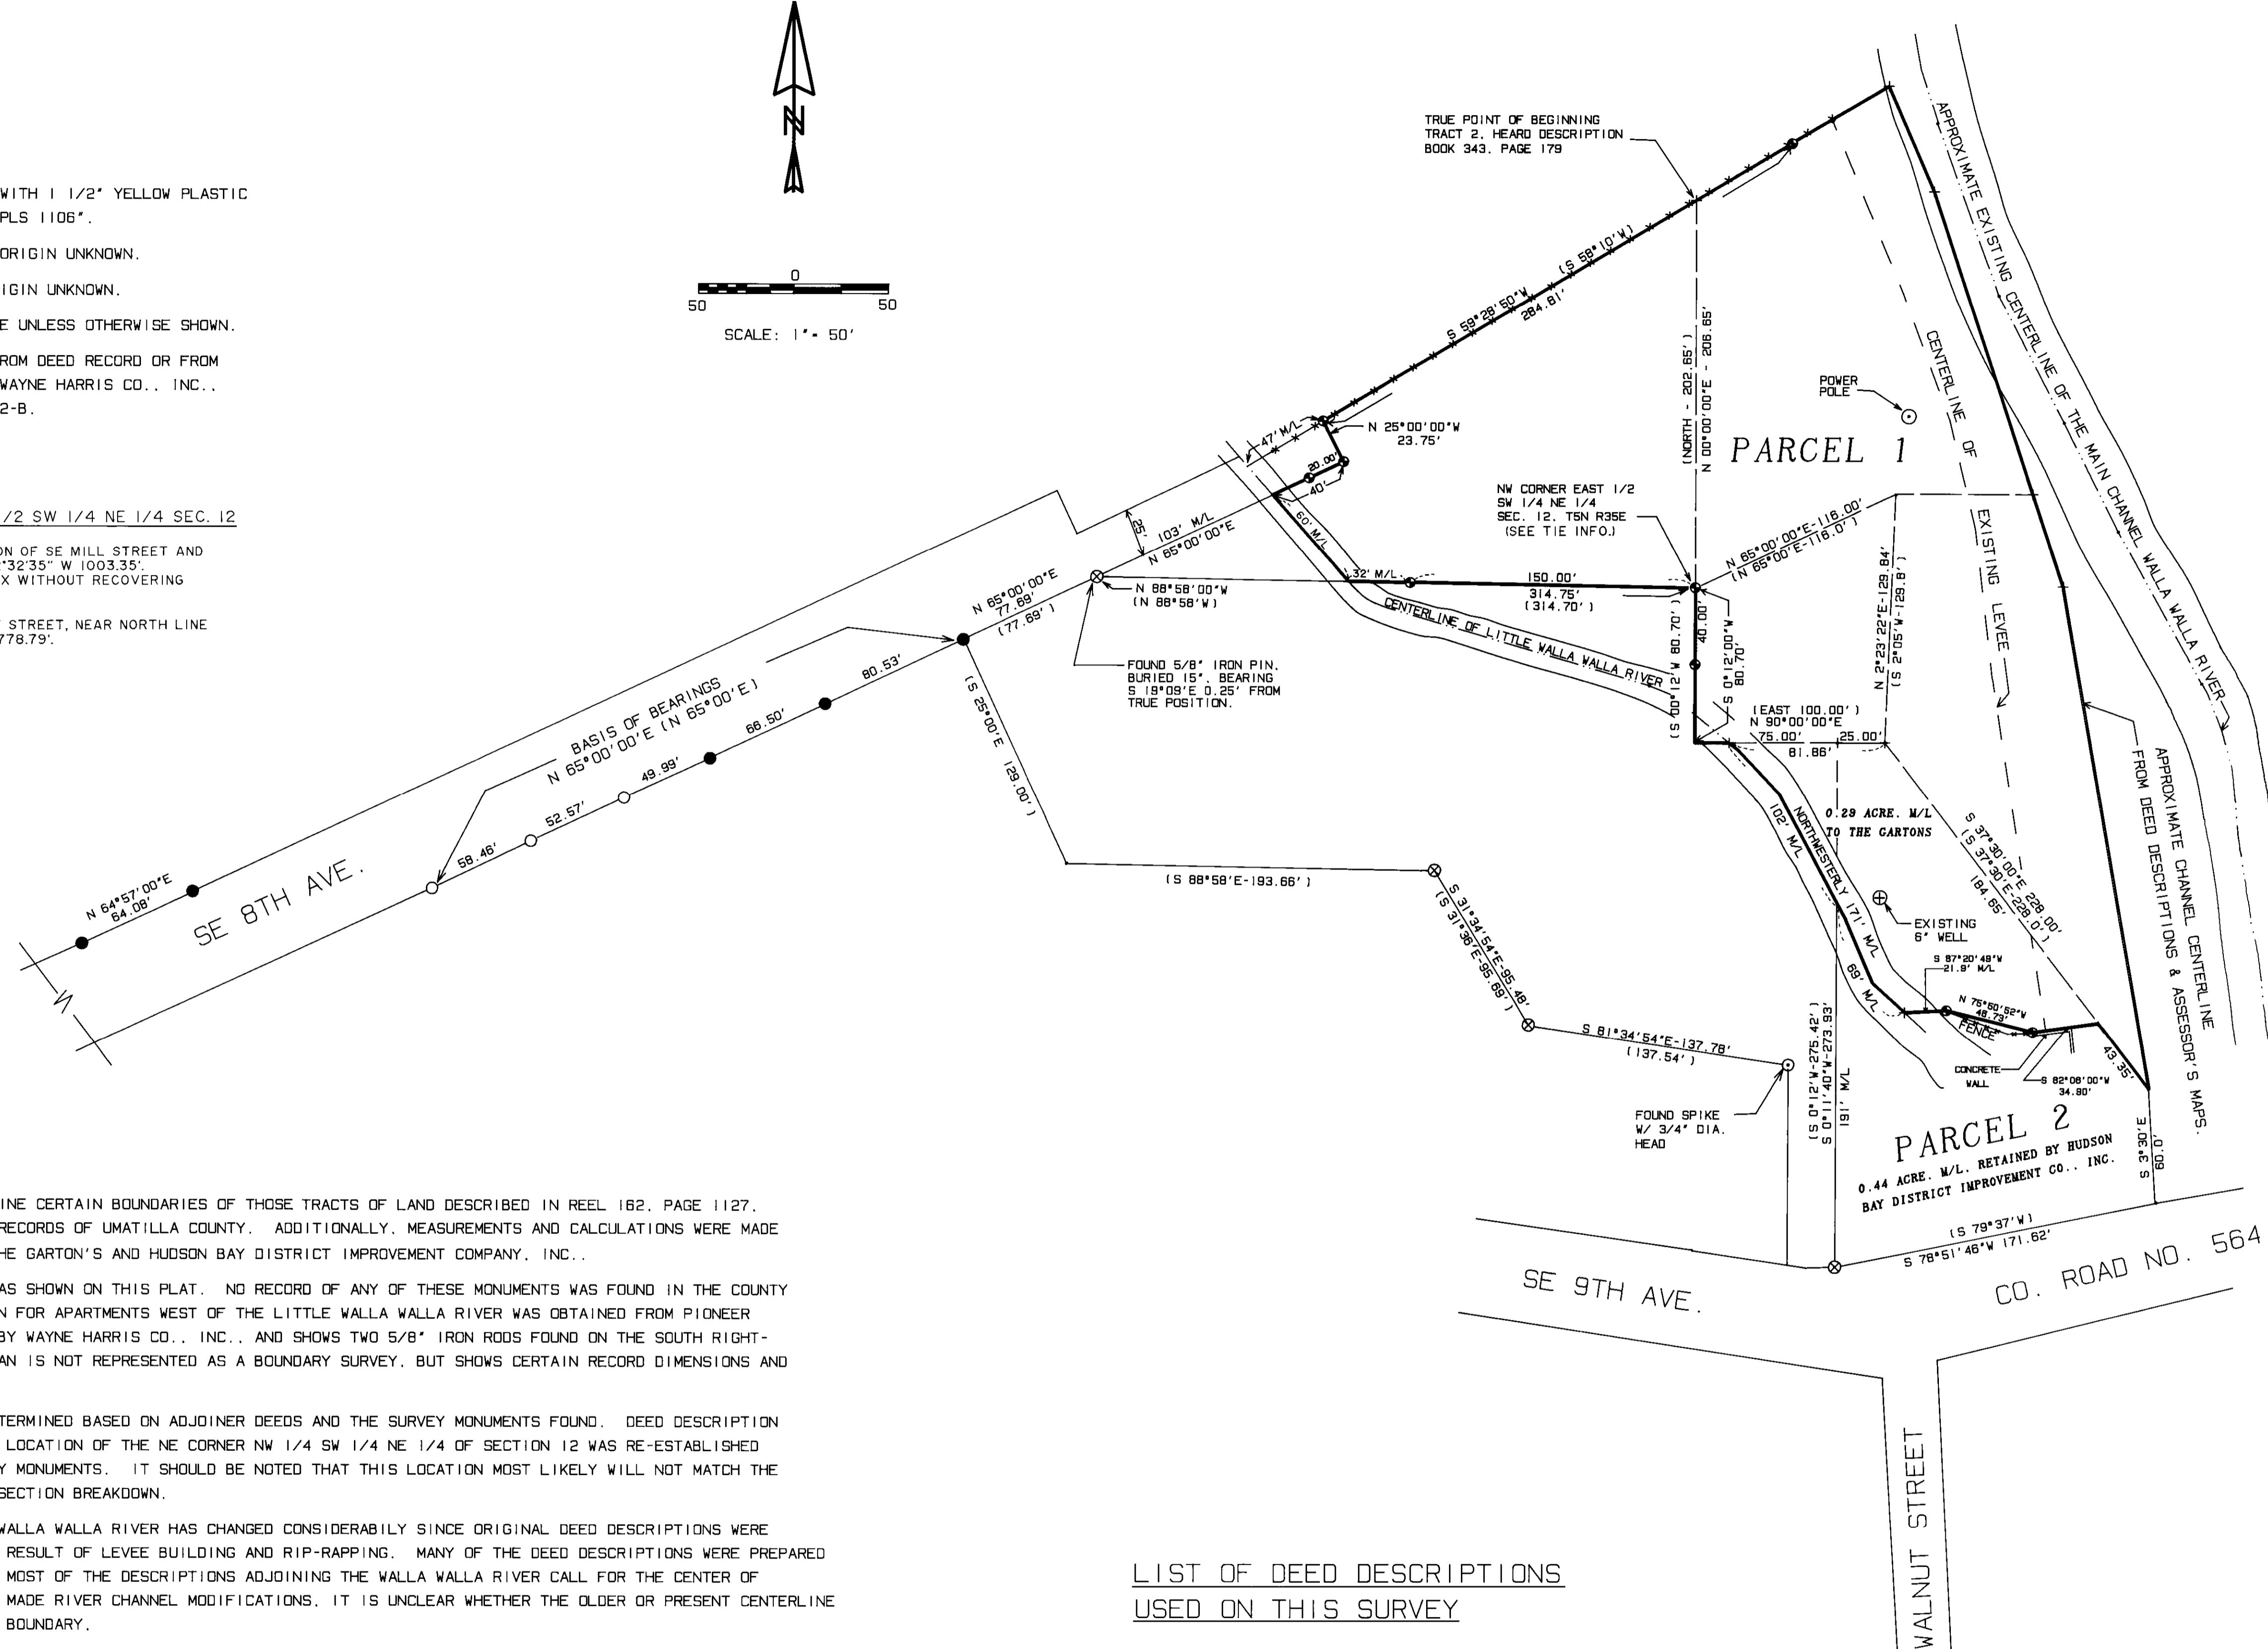 WITH 1 1/2" YELLOW PLASTIC
PLS 1106".
ORIGIN UNKNOWN.
IGIN UNKNOWN.
E UNLESS OTHERWISE SHOWN.
ROM DEED RECORD OR FROM
WAYNE HARRIS CO., INC.,
2-B.
/2 SW 1/4 NE 1/4 SEC. 12
ON OF SE MILL STREET AND
2°32'35" W 1003.35'.
X WITHOUT RECOVERING
STREET, NEAR NORTH LINE
778.79'.
N
0
50 50
SCALE: 1"= 50'
TRUE POINT OF BEGINNING
TRACT 2, HEARD DESCRIPTION
BOOK 343, PAGE 179
(S 58°10'W)
S 59°28'50"W
284.81'
(NORTH - 202.65')
N 00°00'00"E - 206.65'
POWER
POLE
PARCEL 1
47' M/L
N 25°00'00"W
23.75'
20.00'
40'
60' M/L
NW CORNER EAST 1/2
SW 1/4 NE 1/4
SEC. 12, T5N R35E
(SEE TIE INFO.)
N 65°00'00"E-116.00'
(N 65°00'E-116.0')
25'
103' M/L
N 65°00'00"E
32' M/L
150.00'
314.75'
(314.70')
N 88°58'00"W
(N 88°58'W)
N 65°00'00"E
77.69'
(77.69')
CENTERLINE OF LITTLE WALLA WALLA RIVER
(S 00°12'W 80.70')
40.00'
S 0°12'00"W
80.70'
N 2°23'22"E-129.84'
(S 2°05'W-129.8')
CENTERLINE OF EXISTING LEVEE
APPROXIMATE EXISTING CENTERLINE OF THE MAIN CHANNEL WALLA WALLA RIVER
FOUND 5/8" IRON PIN,
BURIED 15", BEARING
S 19°09'E 0.25' FROM
TRUE POSITION.
80.53'
BASIS OF BEARINGS
N 65°00'00"E (N 65°00'E)
66.50'
49.99'
52.57'
58.46'
(S 25°00'E 129.00')
(EAST 100.00')
N 90°00'00"E
75.00' 25.00'
81.86'
APPROXIMATE CHANNEL CENTERLINE
FROM DEED DESCRIPTIONS & ASSESSOR'S MAPS.
0.29 ACRE, M/L
TO THE GARTONS
102' M/L
NORTHWESTERLY 171' M/L
69' M/L
S 37°30'00"E 228.00'
(S 37°30'E-228.0')
184.65'
N 64°57'00"E
64.08'
SE 8TH AVE.
(S 88°58'E-193.66')
S 31°34'54"E-95.48'
(S 31°36'E-95.69')
EXISTING
6" WELL
S 87°20'49"W
21.9' M/L
N 75°50'52"W
46.73'
FENCE
CONCRETE
WALL
S 82°06'00"W
34.80'
43.35'
S 81°34'54"E-137.78'
(137.54')
FOUND SPIKE
W/ 3/4" DIA.
HEAD
(S 0°12'W-275.42')
S 0°11'40"W-273.93'
191' M/L
PARCEL 2
0.44 ACRE, M/L, RETAINED BY HUDSON
BAY DISTRICT IMPROVEMENT CO., INC.
S 3°30'E
60.0'
(S 79°37'W)
S 78°51'46"W 171.62'
SE 9TH AVE.
CO. ROAD NO. 564
WALNUT STREET
INE CERTAIN BOUNDARIES OF THOSE TRACTS OF LAND DESCRIBED IN REEL 162, PAGE 1127,
RECORDS OF UMATILLA COUNTY. ADDITIONALLY, MEASUREMENTS AND CALCULATIONS WERE MADE
HE GARTON'S AND HUDSON BAY DISTRICT IMPROVEMENT COMPANY, INC..
AS SHOWN ON THIS PLAT. NO RECORD OF ANY OF THESE MONUMENTS WAS FOUND IN THE COUNTY
N FOR APARTMENTS WEST OF THE LITTLE WALLA WALLA RIVER WAS OBTAINED FROM PIONEER
BY WAYNE HARRIS CO., INC., AND SHOWS TWO 5/8" IRON RODS FOUND ON THE SOUTH RIGHT-
AN IS NOT REPRESENTED AS A BOUNDARY SURVEY, BUT SHOWS CERTAIN RECORD DIMENSIONS AND
TERMINED BASED ON ADJOINER DEEDS AND THE SURVEY MONUMENTS FOUND. DEED DESCRIPTION
LOCATION OF THE NE CORNER NW 1/4 SW 1/4 NE 1/4 OF SECTION 12 WAS RE-ESTABLISHED
Y MONUMENTS. IT SHOULD BE NOTED THAT THIS LOCATION MOST LIKELY WILL NOT MATCH THE
SECTION BREAKDOWN.
WALLA WALLA RIVER HAS CHANGED CONSIDERABILY SINCE ORIGINAL DEED DESCRIPTIONS WERE
RESULT OF LEVEE BUILDING AND RIP-RAPPING. MANY OF THE DEED DESCRIPTIONS WERE PREPARED
MOST OF THE DESCRIPTIONS ADJOINING THE WALLA WALLA RIVER CALL FOR THE CENTER OF
MADE RIVER CHANNEL MODIFICATIONS, IT IS UNCLEAR WHETHER THE OLDER OR PRESENT CENTERLINE
BOUNDARY.
LIST OF DEED DESCRIPTIONS
USED ON THIS SURVEY